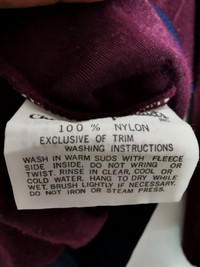 100 % NYLON
EXCLUSIVE OF TRIM
WASHING INSTRUCTIONS
WASH IN WARM SUDS WITH FLEECE
SIDE INSIDE. DO NOT WRING OR
TWIST. RINSE IN CLEAR, COOL OR
COLD WATER. HANG TO DRY WHILE
WET. BRUSH LIGHTLY IF NECESSARY.
DO NOT IRON OR STEAM PRESS.